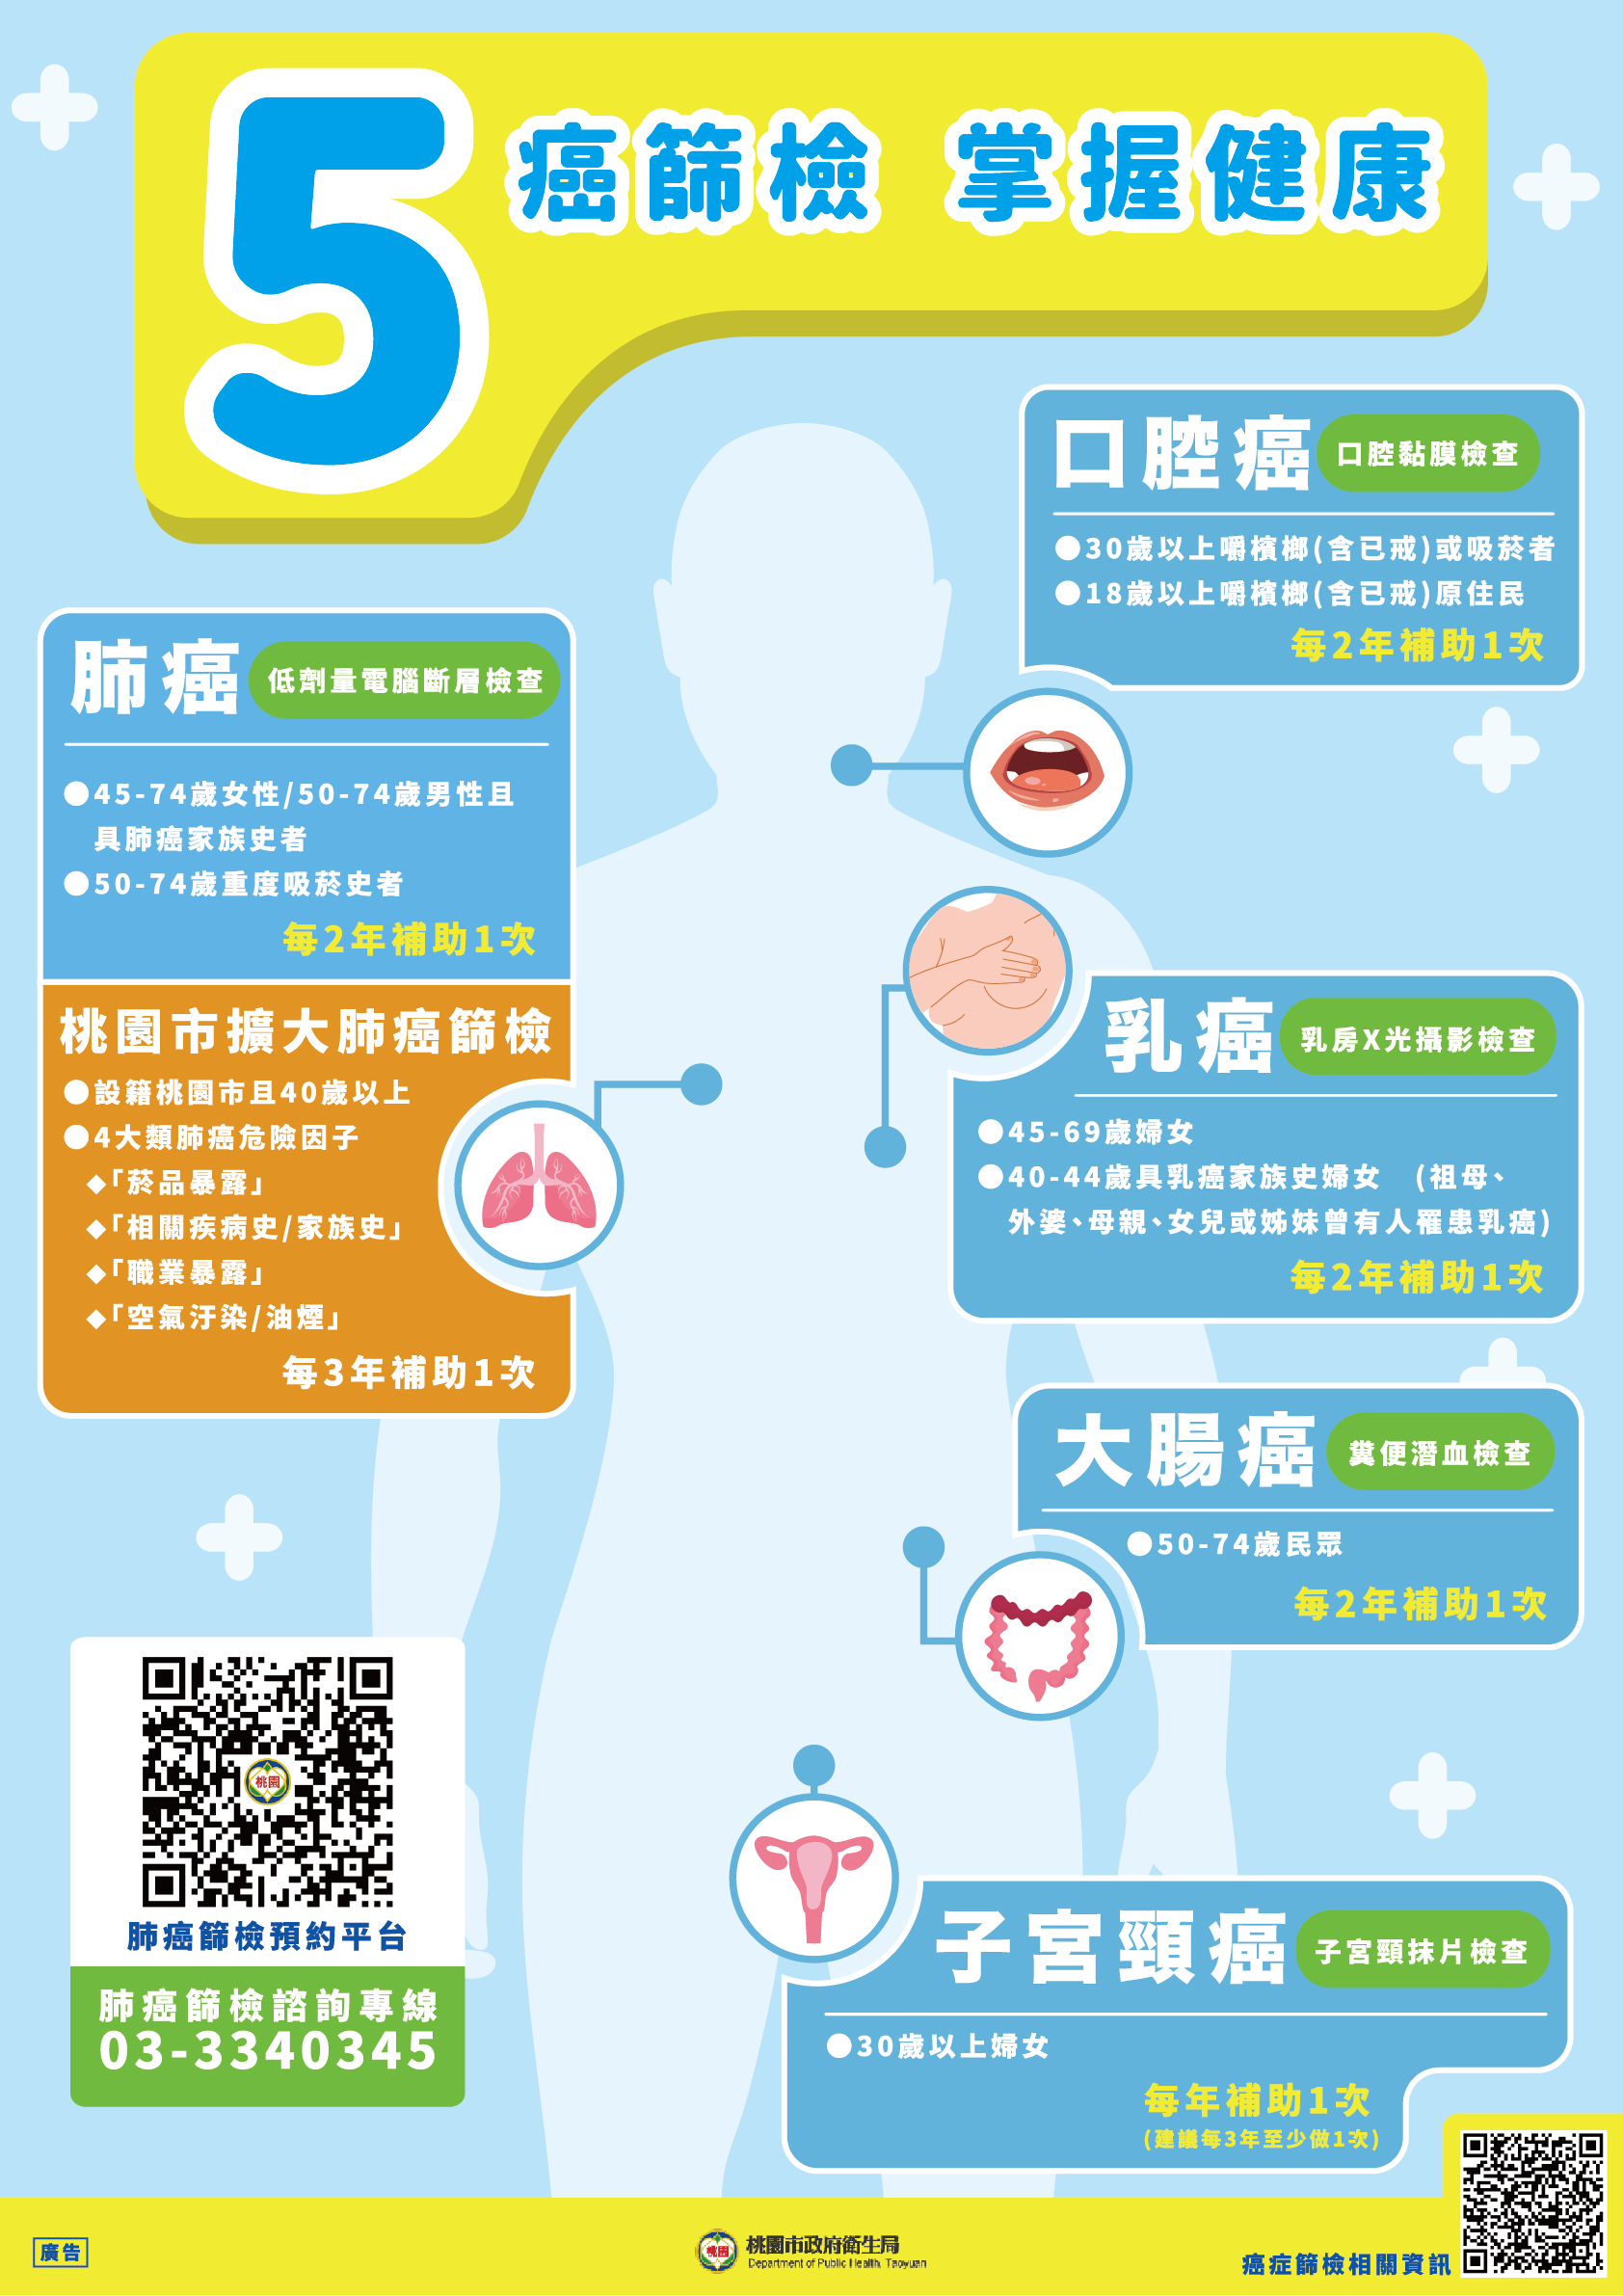 5癌篩檢 掌握健康
口腔癌 口腔黏膜檢查
●30歲以上嚼檳榔(含已戒)或吸菸者
●18歲以上嚼檳榔(含已戒)原住民
每2年補助1次
肺癌 低劑量電腦斷層檢查
●45-74歲女性/50-74歲男性且
具肺癌家族史者
●50-74歲重度吸菸史者
每2年補助1次
桃園市擴大肺癌篩檢
●設籍桃園市且40歲以上
●4大類肺癌危險因子
◆「菸品暴露」
◆「相關疾病史/家族史」
◆「職業暴露」
◆「空氣汙染/油煙」
每3年補助1次
乳癌 乳房X光攝影檢查
●45-69歲婦女
●40-44歲具乳癌家族史婦女 (祖母、
外婆、母親、女兒或姊妹曾有人罹患乳癌)
每2年補助1次
大腸癌 糞便潛血檢查
●50-74歲民眾
每2年補助1次
子宮頸癌 子宮頸抹片檢查
●30歲以上婦女
每年補助1次
(建議每3年至少做1次)
桃園
肺癌篩檢預約平台
肺癌篩檢諮詢專線
03-3340345
廣告
桃園
桃園市政府衛生局
Department of Public Health, Taoyuan
癌症篩檢相關資訊